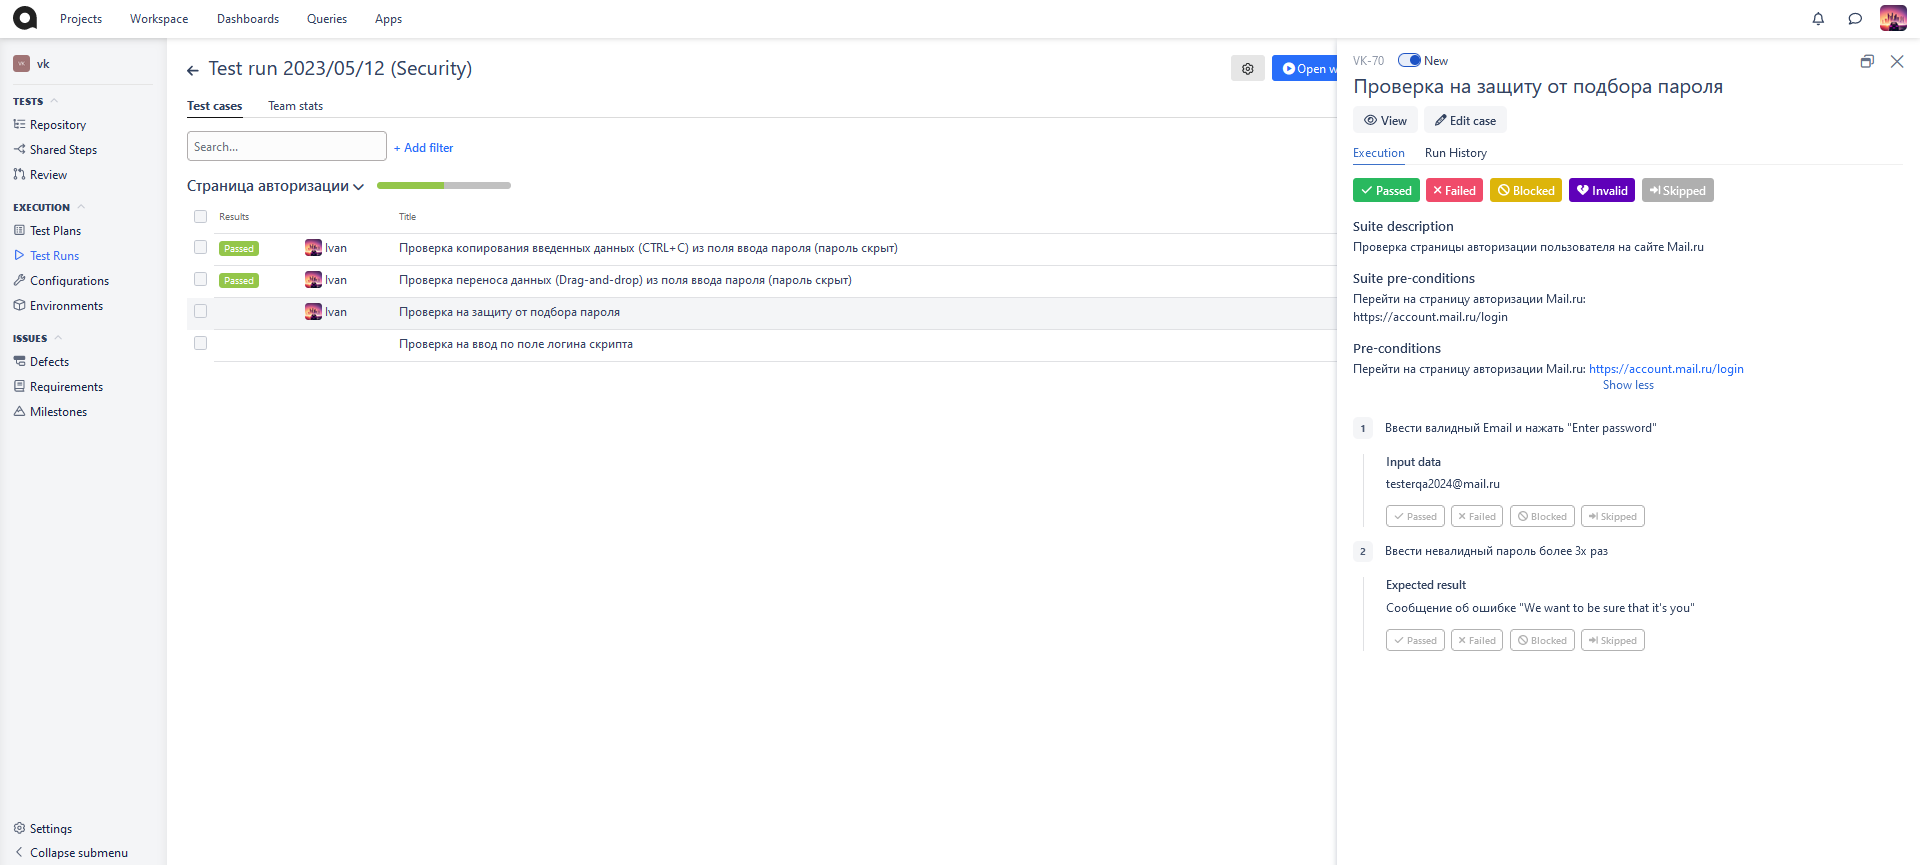 Projects
Workspace
Dashboards
Queries
Apps
vk
TESTS
Repository
Shared Steps
Review
EXECUTION
Test Plans
Test Runs
Configurations
Environments
ISSUES
Defects
Requirements
Milestones
Settings
Collapse submenu
Test run 2023/05/12 (Security)
Open w
Test cases
Team stats
Search...
+ Add filter
Страница авторизации
Results
Title
Passed Ivan Проверка копирования введенных данных (CTRL+C) из поля ввода пароля (пароль скрыт)
Passed Ivan Проверка переноса данных (Drag-and-drop) из поля ввода пароля (пароль скрыт)
Ivan Проверка на защиту от подбора пароля
Проверка на ввод по поле логина скрипта
VK-70 New
Проверка на защиту от подбора пароля
View
Edit case
Execution
Run History
Passed
Failed
Blocked
Invalid
Skipped
Suite description
Проверка страницы авторизации пользователя на сайте Mail.ru
Suite pre-conditions
Перейти на страницу авторизации Mail.ru:
https://account.mail.ru/login
Pre-conditions
Перейти на страницу авторизации Mail.ru: https://account.mail.ru/login
Show less
1 Ввести валидный Email и нажать "Enter password"
Input data
testerqa2024@mail.ru
Passed
Failed
Blocked
Skipped
2 Ввести невалидный пароль более 3х раз
Expected result
Сообщение об ошибке "We want to be sure that it's you"
Passed
Failed
Blocked
Skipped